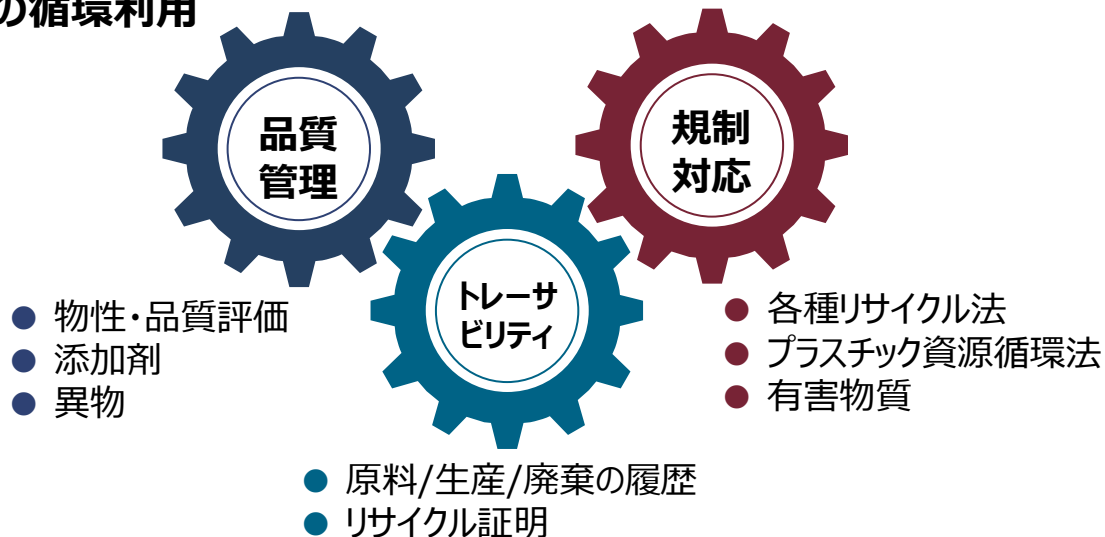 の循環利用
品質
管理
規制
対応
トレーサ
ビリティ
● 物性・品質評価
● 添加剤
● 異物
● 各種リサイクル法
● プラスチック資源循環法
● 有害物質
● 原料/生産/廃棄の履歴
● リサイクル証明